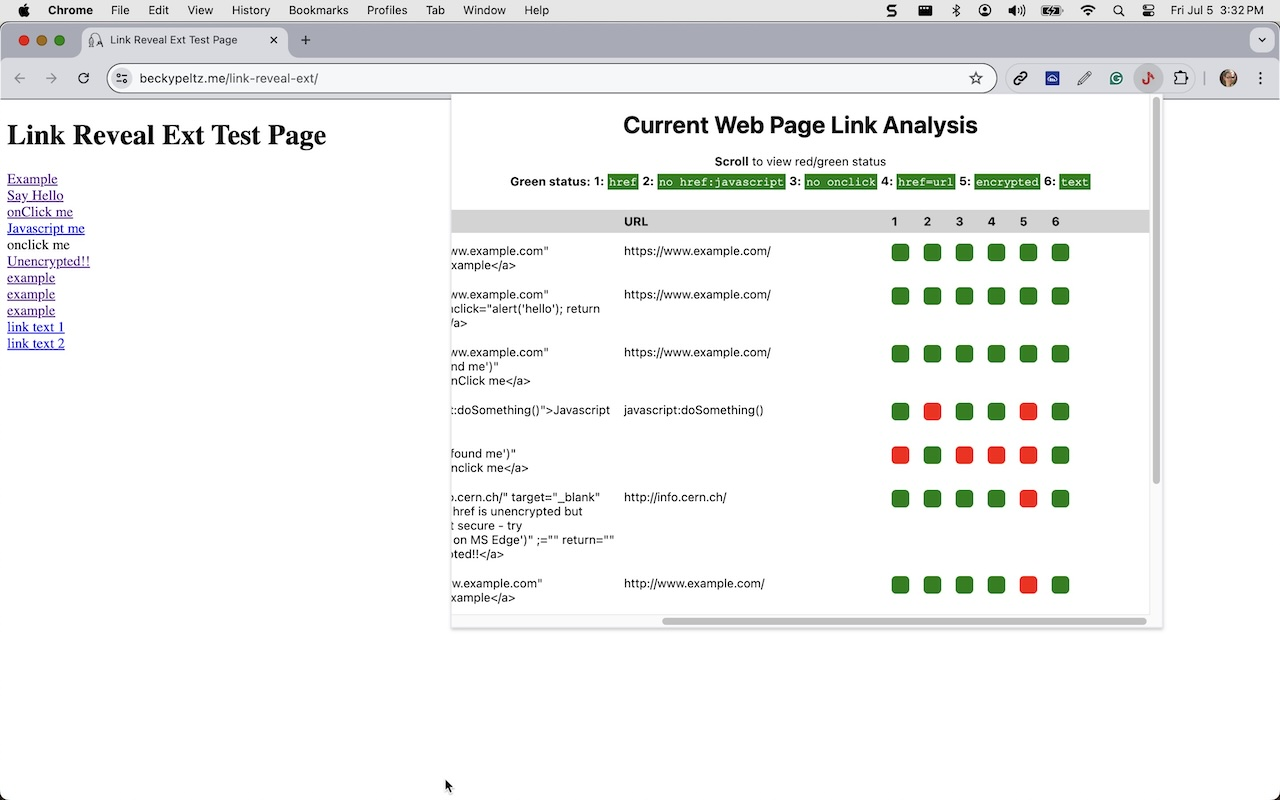 Chrome File Edit View History Bookmarks Profiles Tab Window Help Fri Jul 5 3:32 PM
Link Reveal Ext Test Page
beckypeltz.me/link-reveal-ext/
Link Reveal Ext Test Page
Example
Say Hello
onClick me
Javascript me
onclick me
Unencrypted!!
example
example
example
link text 1
link text 2
Current Web Page Link Analysis
Scroll to view red/green status
Green status: 1: href 2: no href:javascript 3: no onclick 4: href=url 5: encrypted 6: text
URL 1 2 3 4 5 6
ww.example.com" https://www.example.com/
example</a>
ww.example.com" https://www.example.com/
click="alert('hello'); return
/a>
ww.example.com" https://www.example.com/
nd me')"
nClick me</a>
t:doSomething()">Javascript javascript:doSomething()
found me')"
nclick me</a>
o.cern.ch/" target="_blank" http://info.cern.ch/
href is unencrypted but
t secure - try
on MS Edge')" ;="" return=""
pted!!</a>
w.example.com" http://www.example.com/
example</a>